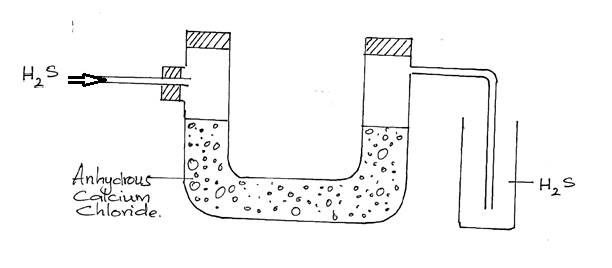 H₂S
Anhydrous
Calcium
Chloride.
H₂S